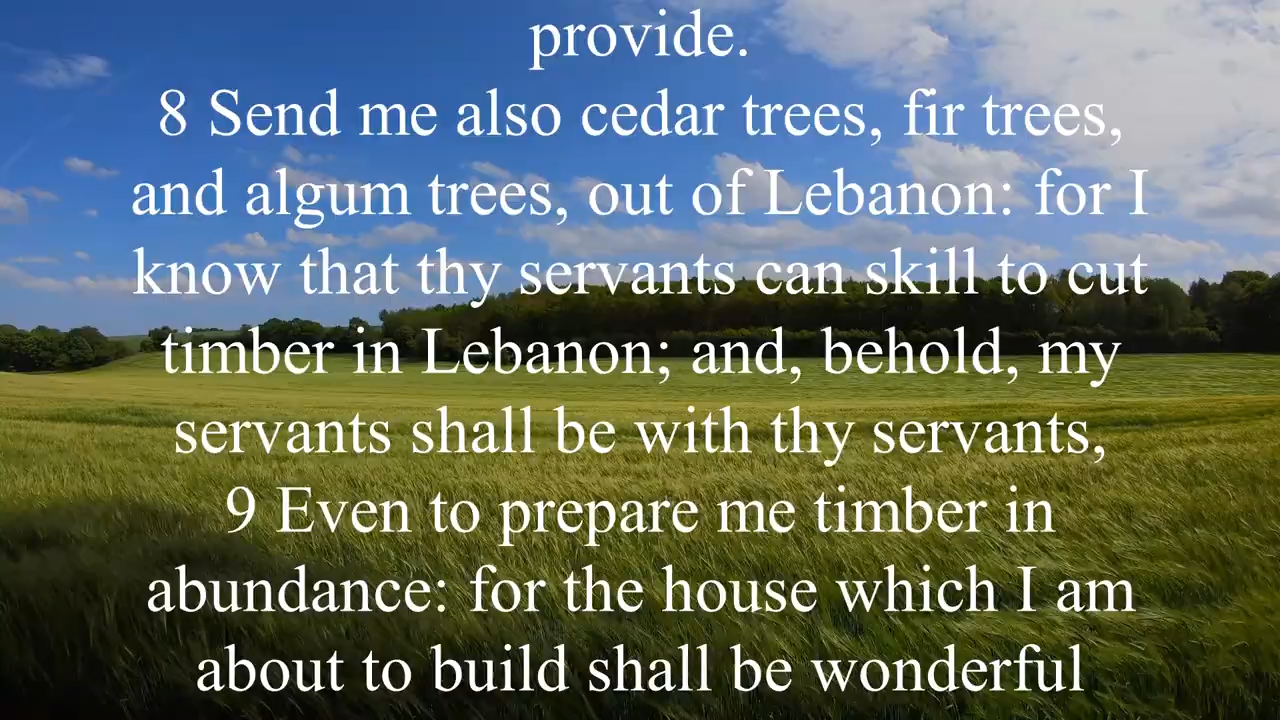 provide.
8 Send me also cedar trees, fir trees,
and algum trees, out of Lebanon: for I
know that thy servants can skill to cut
timber in Lebanon; and, behold, my
servants shall be with thy servants,
9 Even to prepare me timber in
abundance: for the house which I am
about to build shall be wonderful